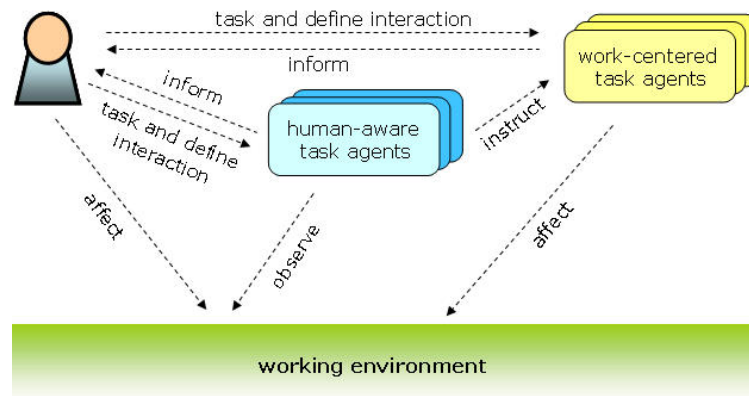 task and define interaction
inform
work-centered
task agents
inform
task and define
interaction
human-aware
task agents
instruct
affect
observe
affect
working environment